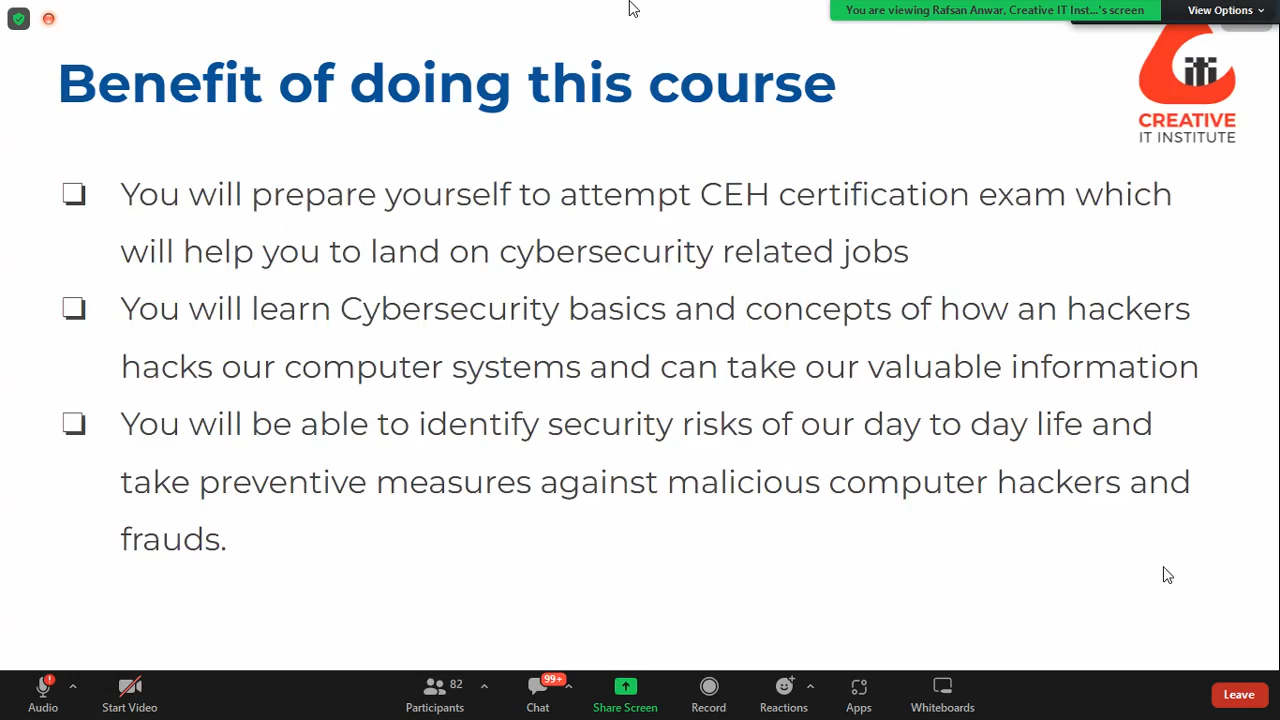 You are viewing Rafsan Anwar, Creative IT Inst...'s screen
View Options
Benefit of doing this course
iti
CREATIVE
IT INSTITUTE
You will prepare yourself to attempt CEH certification exam which
will help you to land on cybersecurity related jobs
You will learn Cybersecurity basics and concepts of how an hackers
hacks our computer systems and can take our valuable information
You will be able to identify security risks of our day to day life and
take preventive measures against malicious computer hackers and
frauds.
82
99+
Audio
Start Video
Participants
Chat
Share Screen
Record
Reactions
Apps
Whiteboards
Leave